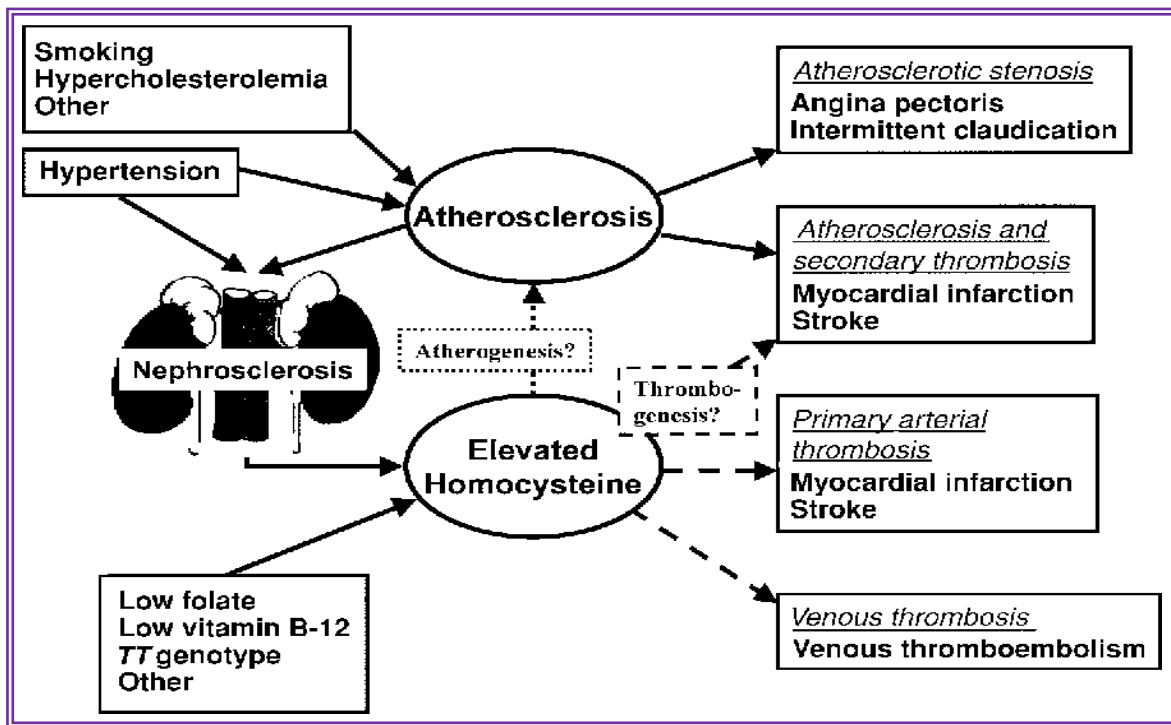 Smoking
Hypercholesterolemia
Other
Hypertension
Atherosclerosis
Nephrosclerosis
Atherogenesis?
Thrombo-
genesis?
Elevated
Homocysteine
Low folate
Low vitamin B-12
TT genotype
Other
Atherosclerotic stenosis
Angina pectoris
Intermittent claudication
Atherosclerosis and
secondary thrombosis
Myocardial infarction
Stroke
Primary arterial
thrombosis
Myocardial infarction
Stroke
Venous thrombosis
Venous thromboembolism